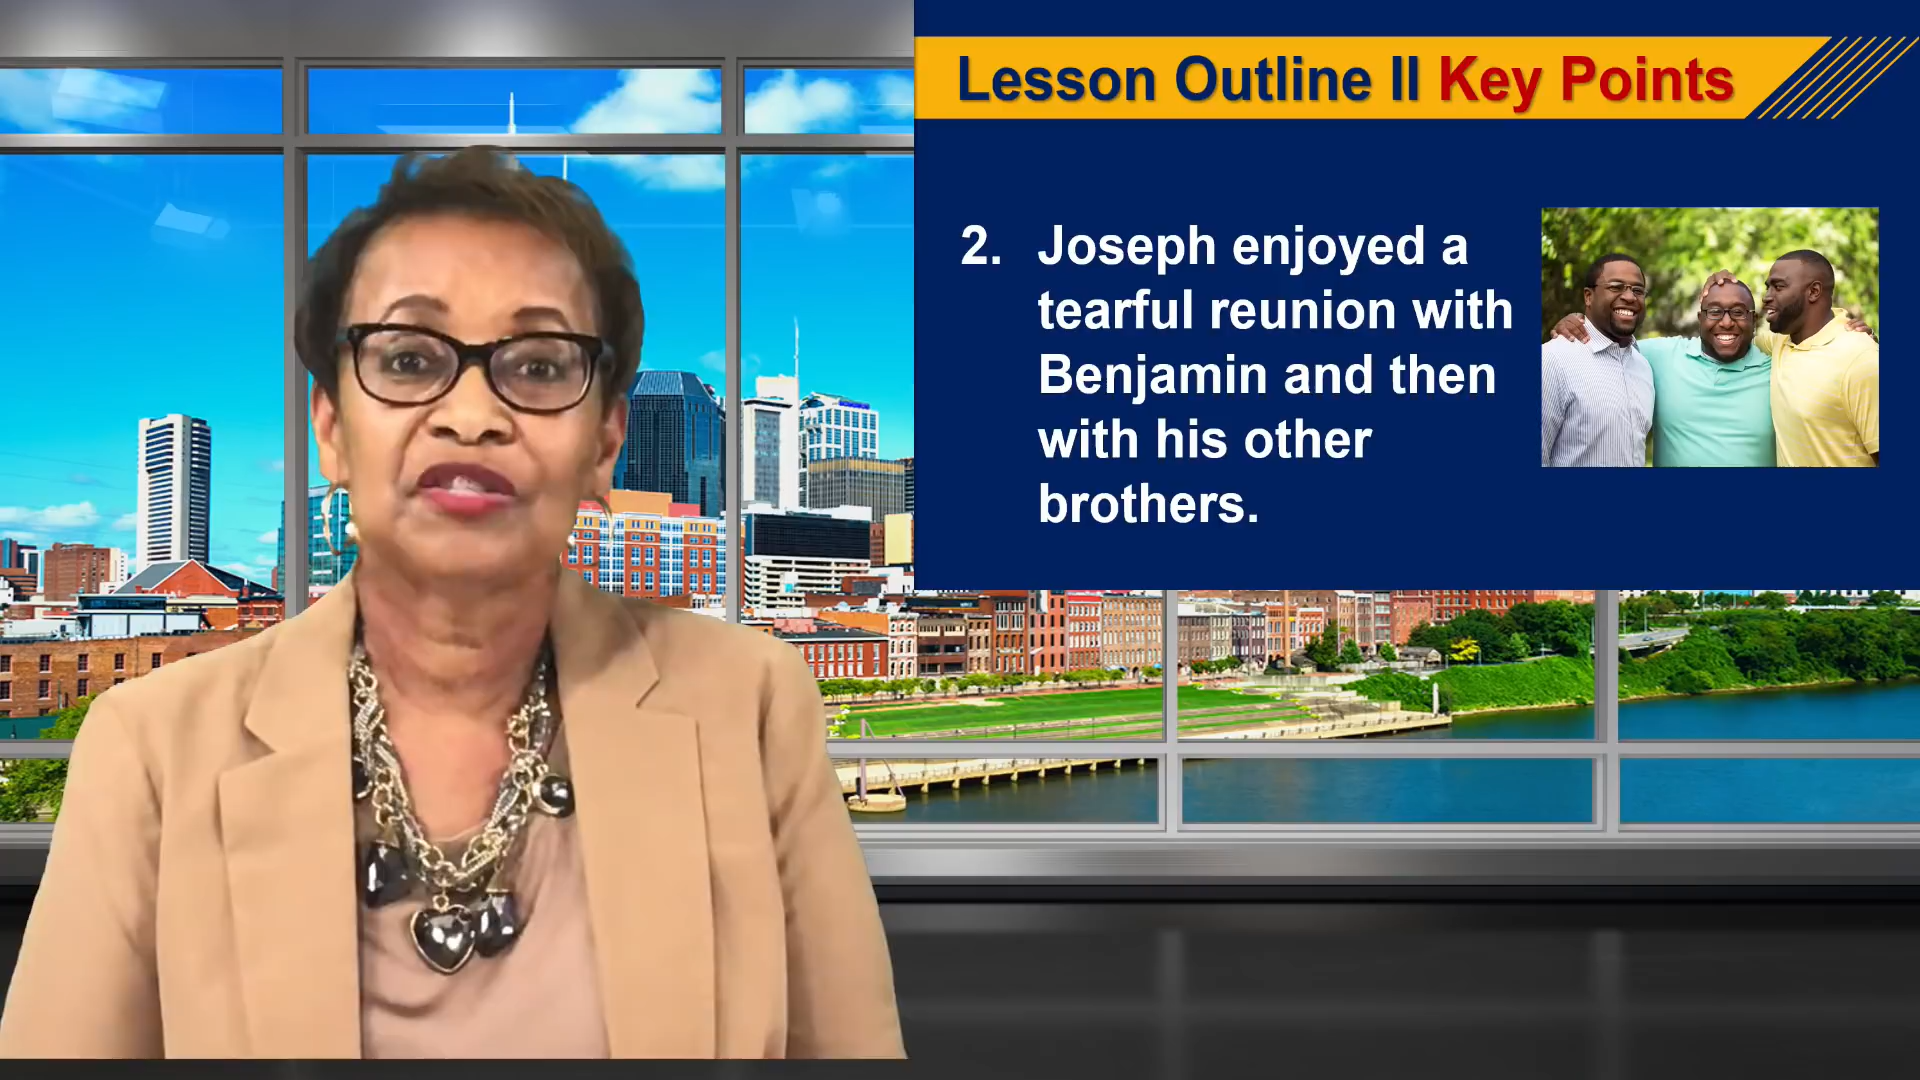 Lesson Outline II Key Points
2. Joseph enjoyed a
tearful reunion with
Benjamin and then
with his other
brothers.